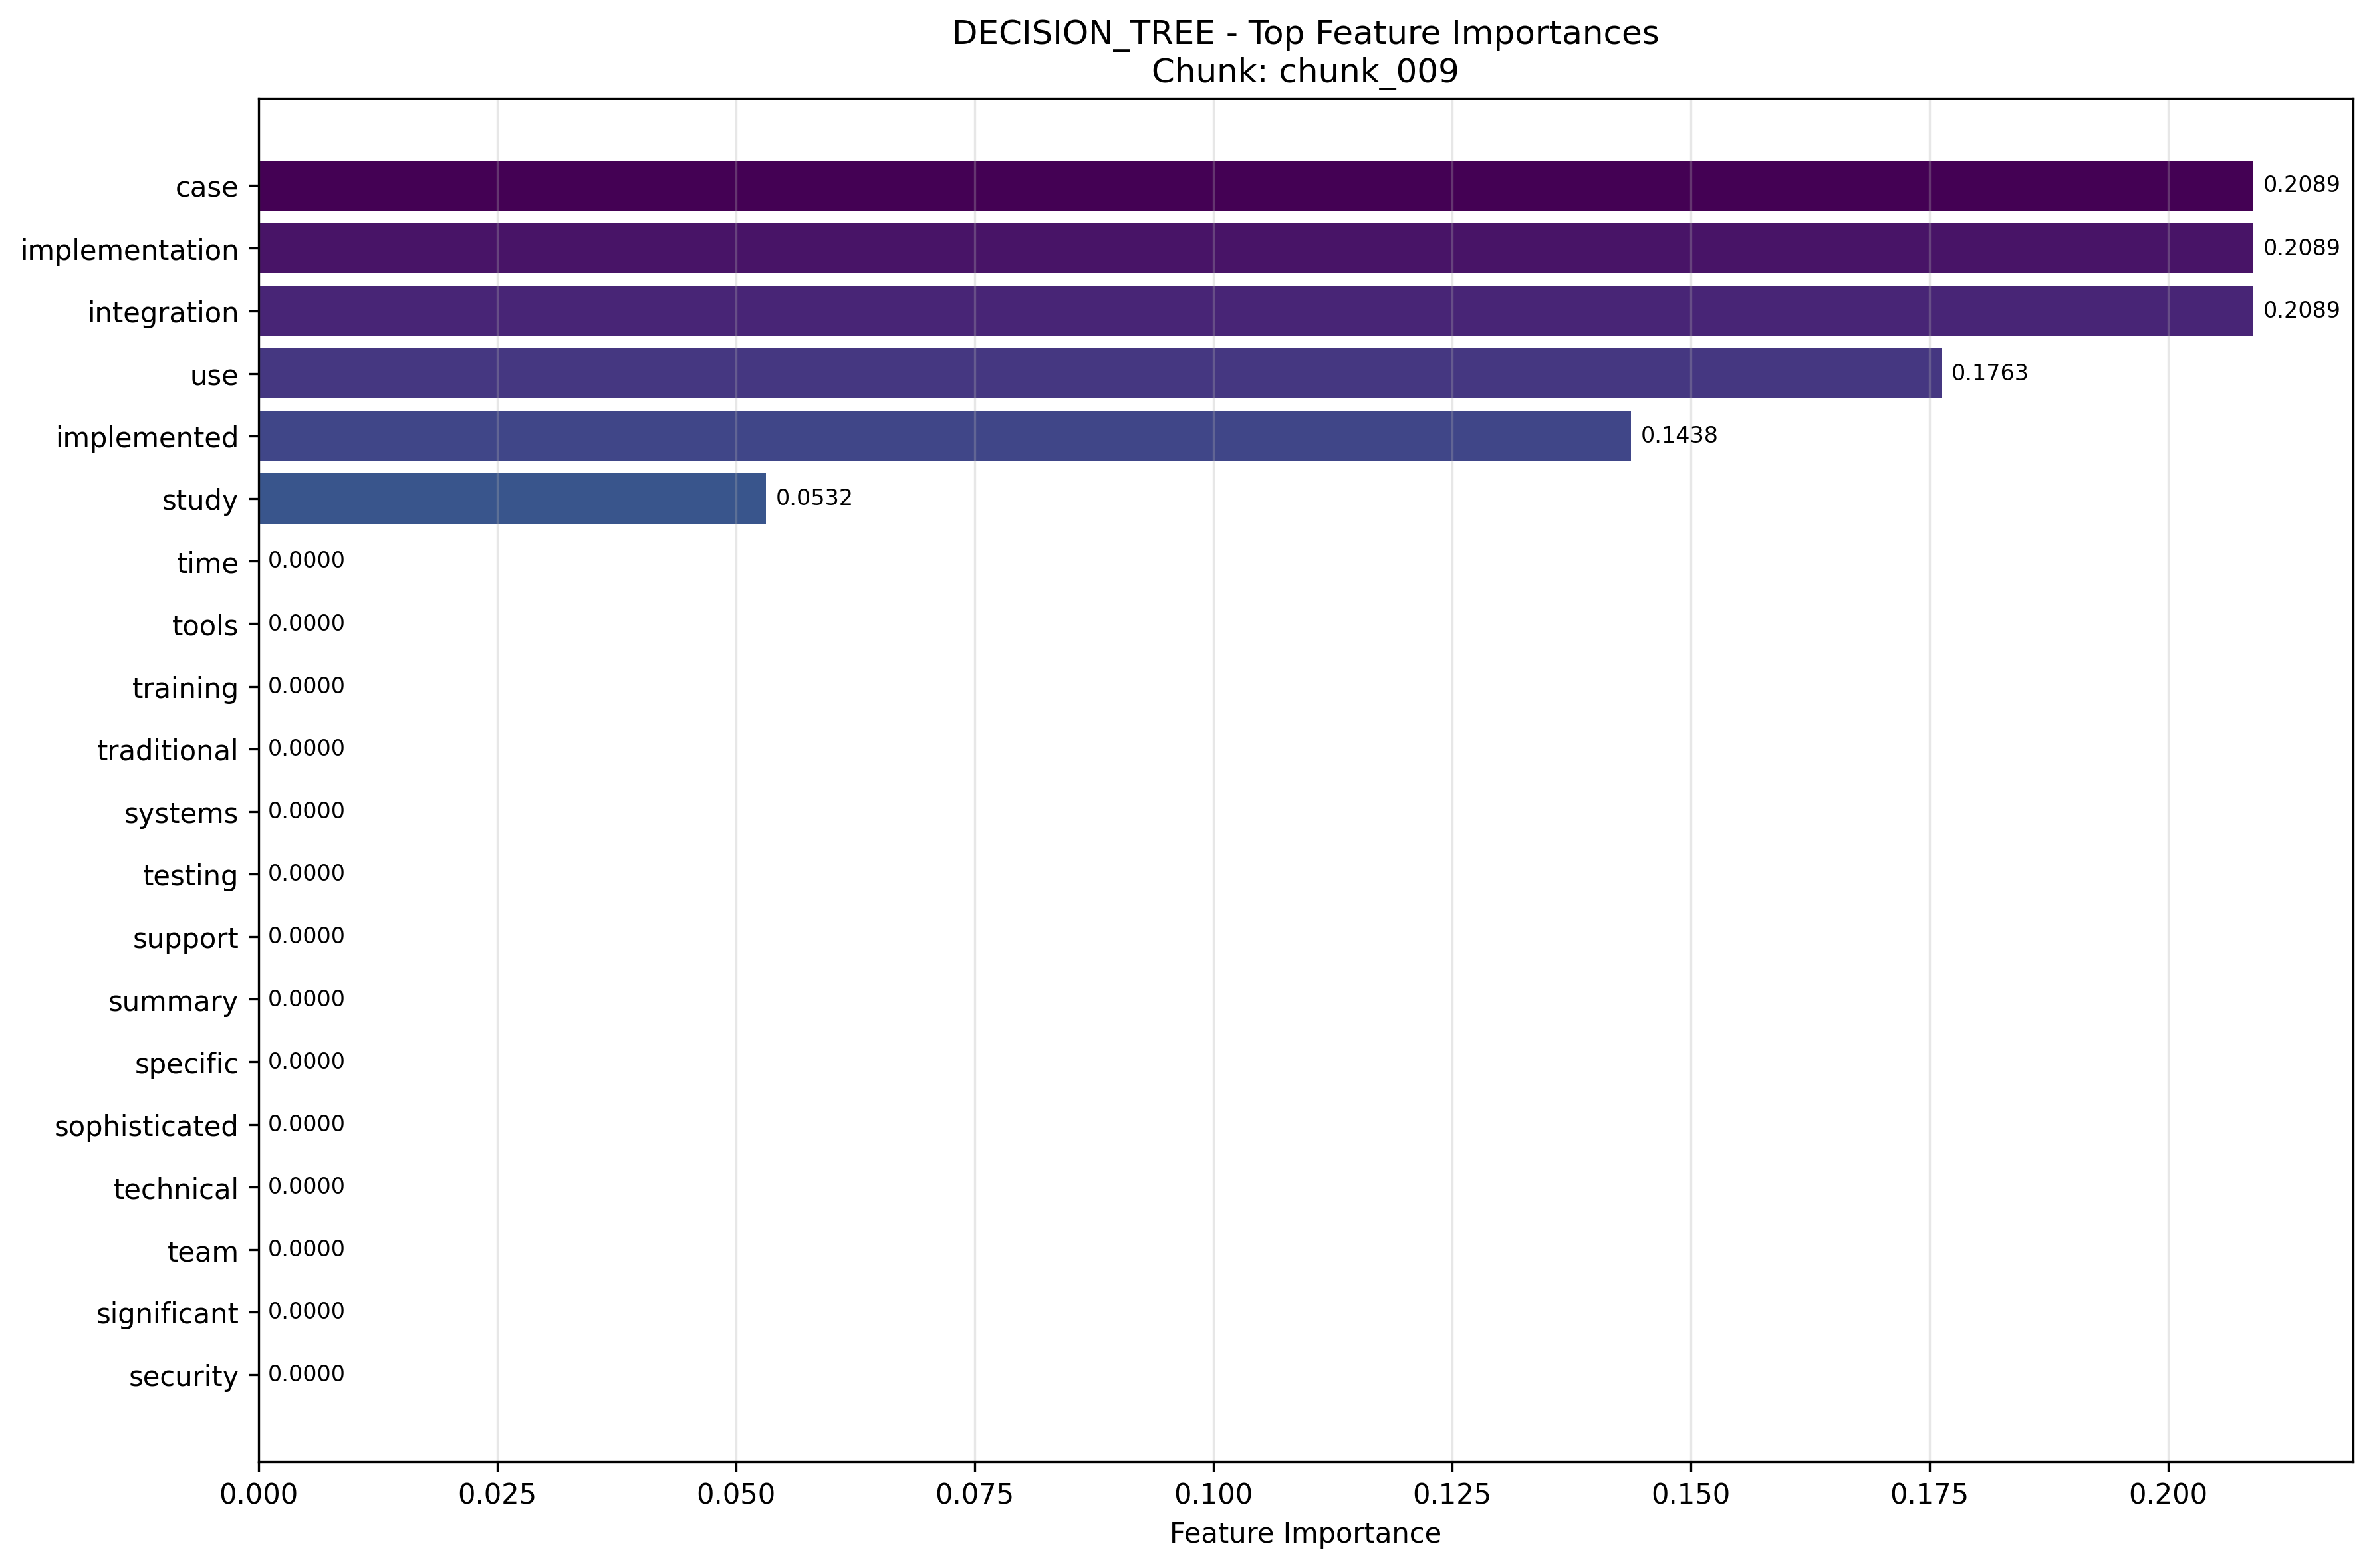 DECISION_TREE - Top Feature Importances
Chunk: chunk_009
case 0.2089
implementation 0.2089
integration 0.2089
use 0.1763
implemented 0.1438
study 0.0532
time 0.0000
tools 0.0000
training 0.0000
traditional 0.0000
systems 0.0000
testing 0.0000
support 0.0000
summary 0.0000
specific 0.0000
sophisticated 0.0000
technical 0.0000
team 0.0000
significant 0.0000
security 0.0000
0.000 0.025 0.050 0.075 0.100 0.125 0.150 0.175 0.200
Feature Importance